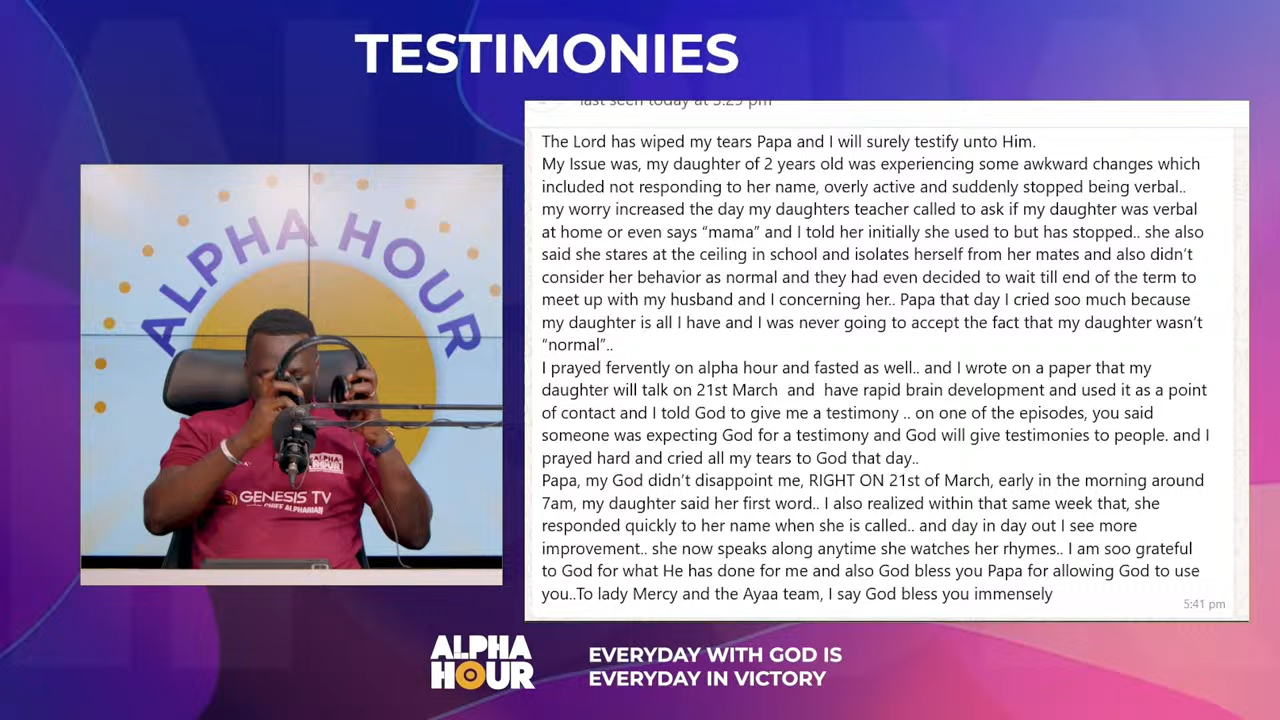 TESTIMONIES
last seen today at 5:29 pm
The Lord has wiped my tears Papa and I will surely testify unto Him.
My Issue was, my daughter of 2 years old was experiencing some awkward changes which
included not responding to her name, overly active and suddenly stopped being verbal..
my worry increased the day my daughters teacher called to ask if my daughter was verbal
at home or even says “mama” and I told her initially she used to but has stopped.. she also
said she stares at the ceiling in school and isolates herself from her mates and also didn’t
consider her behavior as normal and they had even decided to wait till end of the term to
meet up with my husband and I concerning her.. Papa that day I cried soo much because
my daughter is all I have and I was never going to accept the fact that my daughter wasn’t
“normal”..
I prayed fervently on alpha hour and fasted as well.. and I wrote on a paper that my
daughter will talk on 21st March and have rapid brain development and used it as a point
of contact and I told God to give me a testimony .. on one of the episodes, you said
someone was expecting God for a testimony and God will give testimonies to people. and I
prayed hard and cried all my tears to God that day..
Papa, my God didn’t disappoint me, RIGHT ON 21st of March, early in the morning around
7am, my daughter said her first word.. I also realized within that same week that, she
responded quickly to her name when she is called.. and day in day out I see more
improvement.. she now speaks along anytime she watches her rhymes.. I am soo grateful
to God for what He has done for me and also God bless you Papa for allowing God to use
you..To lady Mercy and the Ayaa team, I say God bless you immensely
5:41 pm
ALPHA HOUR
ALPHA
HOUR
GENESIS TV
CHIEF ALPHARIAN
ALPHA
HOUR
EVERYDAY WITH GOD IS
EVERYDAY IN VICTORY